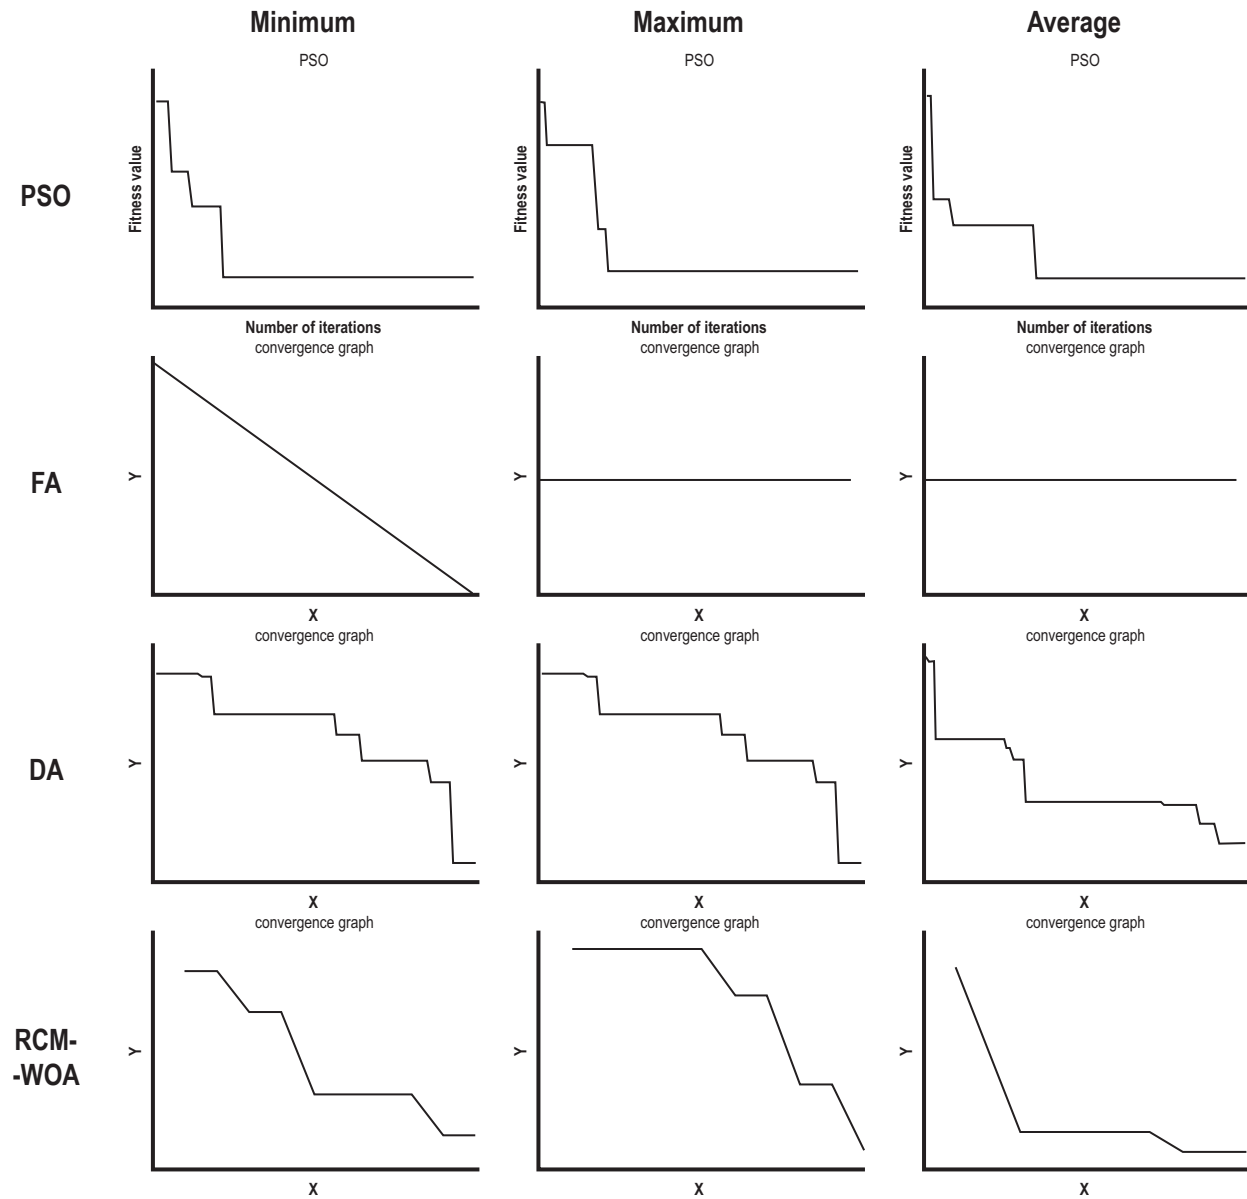 Minimum Maximum Average
PSO PSO PSO
PSO
Fitness value Fitness value Fitness value
Number of iterations Number of iterations Number of iterations
convergence graph convergence graph convergence graph
FA
Y Y Y
X X X
convergence graph convergence graph convergence graph
DA
Y Y Y
X X X
convergence graph convergence graph convergence graph
RCM-
-WOA
Y Y Y
X X X